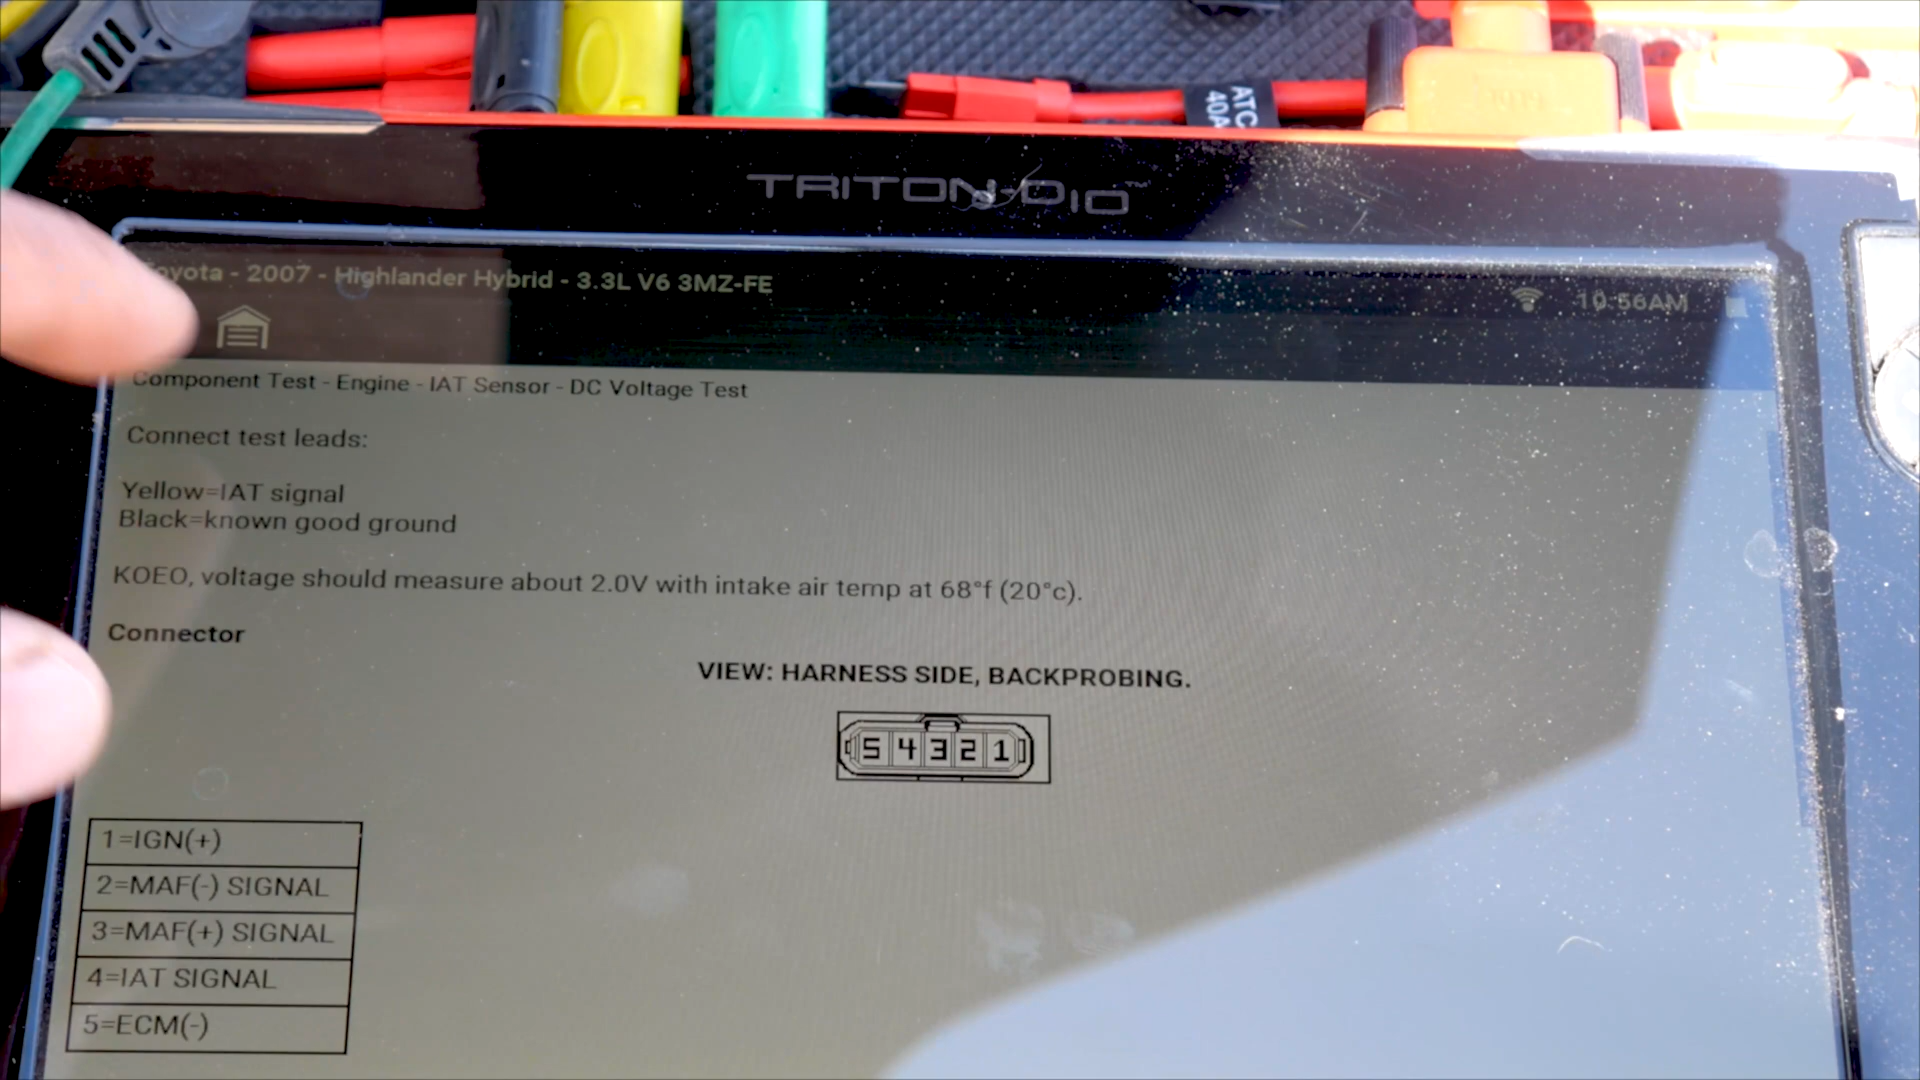 ATC
40A
TRITON-D10™
Toyota - 2007 - Highlander Hybrid - 3.3L V6 3MZ-FE
10:56AM
Component Test - Engine - IAT Sensor - DC Voltage Test
Connect test leads:
Yellow=IAT signal
Black=known good ground
KOEO, voltage should measure about 2.0V with intake air temp at 68°f (20°c).
Connector
VIEW: HARNESS SIDE, BACKPROBING.
5 4 3 2 1
1=IGN(+)
2=MAF(-) SIGNAL
3=MAF(+) SIGNAL
4=IAT SIGNAL
5=ECM(-)